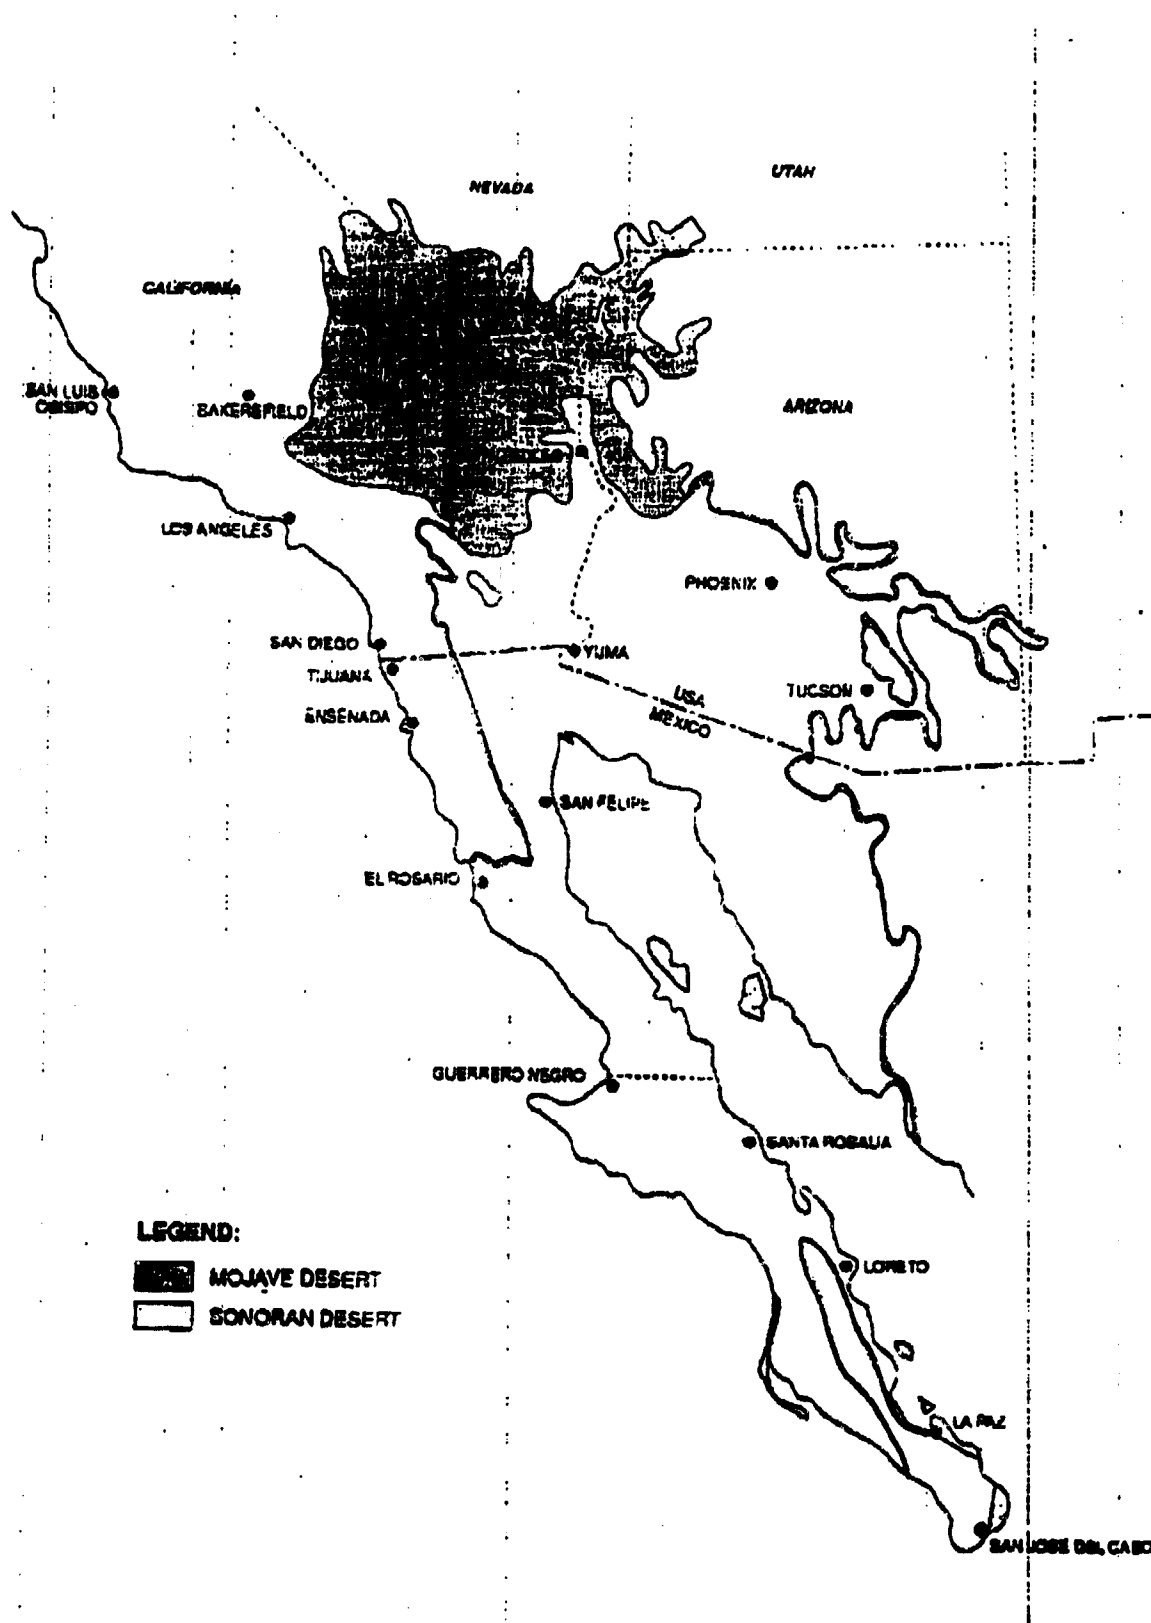 UTAH
NEVADA
CALIFORNIA
SAN LUIS
OBISPO
BAKERSFIELD
ARIZONA
LOS ANGELES
PHOENIX
SAN DIEGO
YUMA
TIJUANA
TUCSON
USA
MEXICO
ENSENADA
SAN FELIPE
EL ROSARIO
GUERRERO NEGRO
SANTA ROSALIA
LEGEND:
MOJAVE DESERT
SONORAN DESERT
LORETO
LA PAZ
SAN JOSE DEL CABO